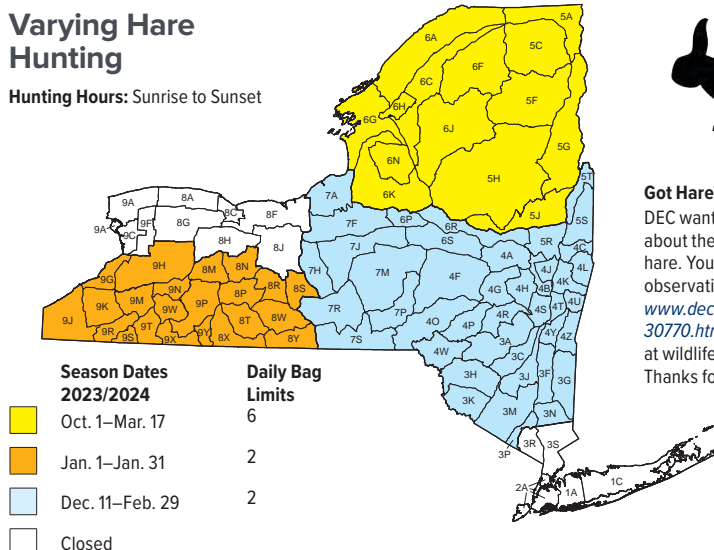 Varying Hare
Hunting
Hunting Hours: Sunrise to Sunset
5A
6A
5C
6F
6C
5F
6H
6G
6J
5G
6N
5H
6K
5J
5T
7A
9A
8A
8C
8F
9F
8G
9A
9C
8H
8J
7F
6P
6R
5S
7J
6S
5R
4C
4A
9H
8M
8N
7H
7M
4F
4J
4L
9G
9N
8R
8S
4G
4H
4B
4K
9K
9M
9P
8P
4U
9W
7R
7P
4R
4S
4T
9J
9T
8T
8W
4O
4P
4Y
4Z
9R
9S
9X
9Y
8X
8Y
7S
3A
4W
3C
3H
3J
3F
3G
3K
3M
3N
3P
3R
3S
2A
1A
1C
Season Dates
2023/2024
Daily Bag
Limits
Oct. 1–Mar. 17
6
Jan. 1–Jan. 31
2
Dec. 11–Feb. 29
2
Closed
Got Hare
DEC want
about the
hare. You
observati
www.dec
30770.htm
at wildlife
Thanks fo